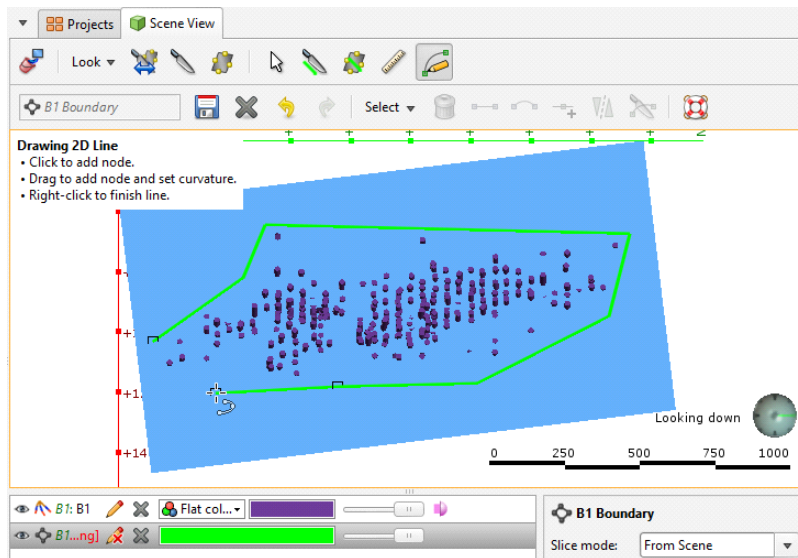 Projects
Scene View
Look
B1 Boundary
Select
Drawing 2D Line
• Click to add node.
• Drag to add node and set curvature.
• Right-click to finish line.
+14
Looking down
0 250 500 750 1000
B1: B1
Flat col...
B1...ng]
B1 Boundary
Slice mode: From Scene